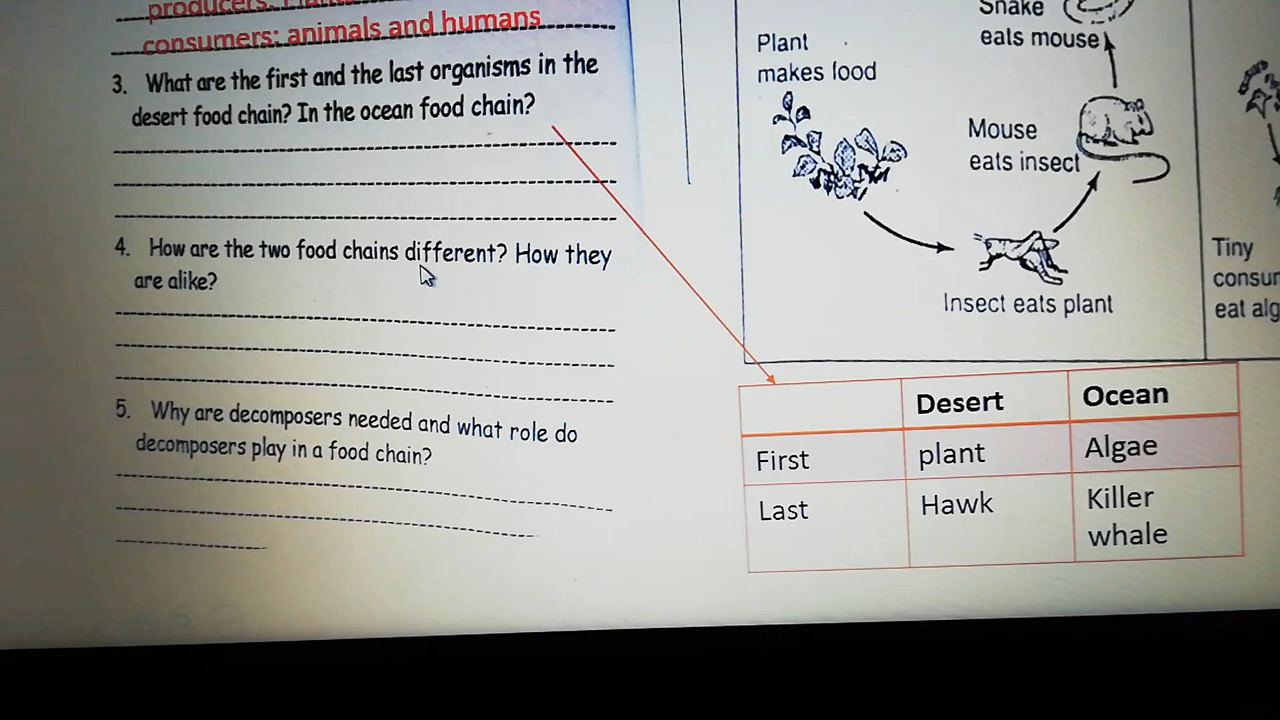 producers:
consumers: animals and humans
3. What are the first and the last organisms in the
desert food chain? In the ocean food chain?
4. How are the two food chains different? How they
are alike?
5. Why are decomposers needed and what role do
decomposers play in a food chain?
Snake
eats mouse
Plant
makes food
Mouse
eats insect
Insect eats plant
Tiny
eat
Desert Ocean
First plant Algae
Last Hawk Killer
whale